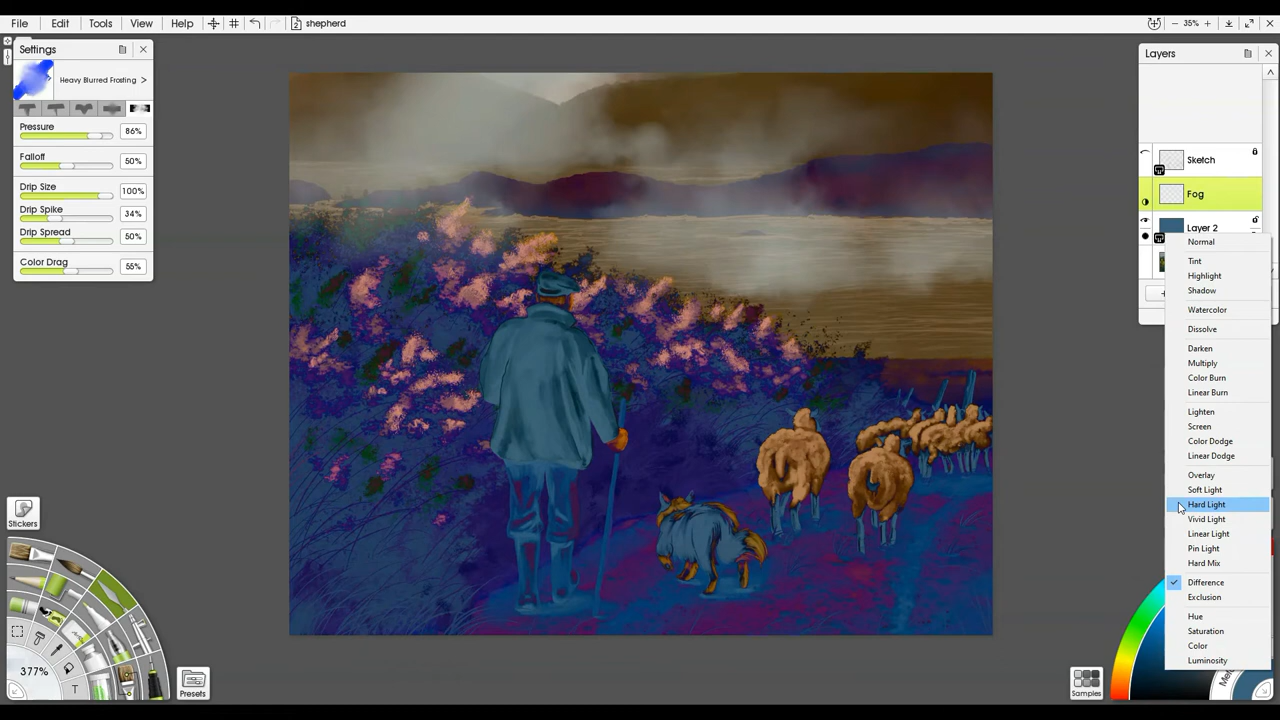 File Edit Tools View Help 2 shepherd 35%
Settings
Heavy Blurred Frosting >
Pressure 86%
Falloff 50%
Drip Size 100%
Drip Spike 34%
Drip Spread 50%
Color Drag 55%
Layers
Sketch
Fog
Layer 2
Normal
Tint
Highlight
Shadow
Watercolor
Dissolve
Darken
Multiply
Color Burn
Linear Burn
Lighten
Screen
Color Dodge
Linear Dodge
Overlay
Soft Light
Hard Light
Vivid Light
Linear Light
Pin Light
Hard Mix
Difference
Exclusion
Hue
Saturation
Color
Luminosity
Stickers
377%
T
Presets
Samples